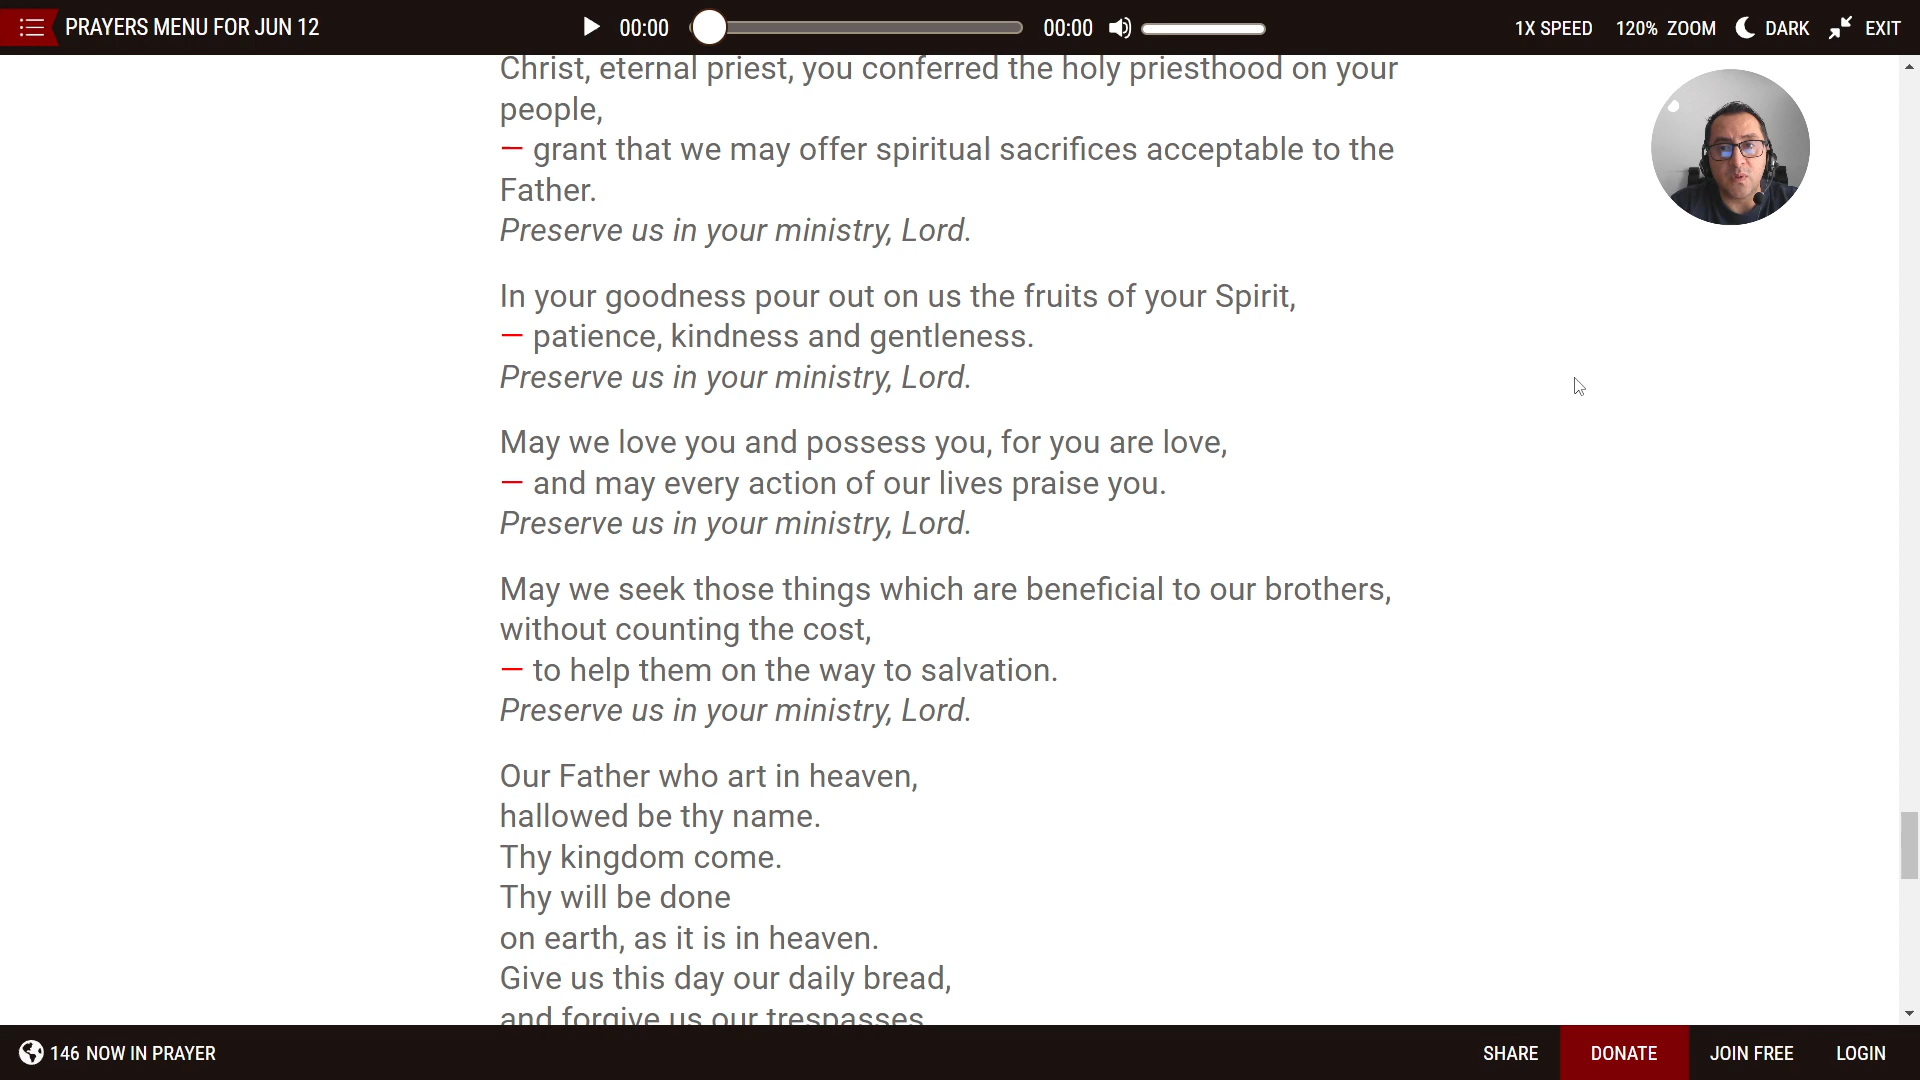 PRAYERS MENU FOR JUN 12
00:00
00:00
1X SPEED
120% ZOOM
DARK
EXIT
Christ, eternal priest, you conferred the holy priesthood on your
people,
— grant that we may offer spiritual sacrifices acceptable to the
Father.
Preserve us in your ministry, Lord.
In your goodness pour out on us the fruits of your Spirit,
— patience, kindness and gentleness.
Preserve us in your ministry, Lord.
May we love you and possess you, for you are love,
— and may every action of our lives praise you.
Preserve us in your ministry, Lord.
May we seek those things which are beneficial to our brothers,
without counting the cost,
— to help them on the way to salvation.
Preserve us in your ministry, Lord.
Our Father who art in heaven,
hallowed be thy name.
Thy kingdom come.
Thy will be done
on earth, as it is in heaven.
Give us this day our daily bread,
and forgive us our trespasses
146 NOW IN PRAYER
SHARE
DONATE
JOIN FREE
LOGIN